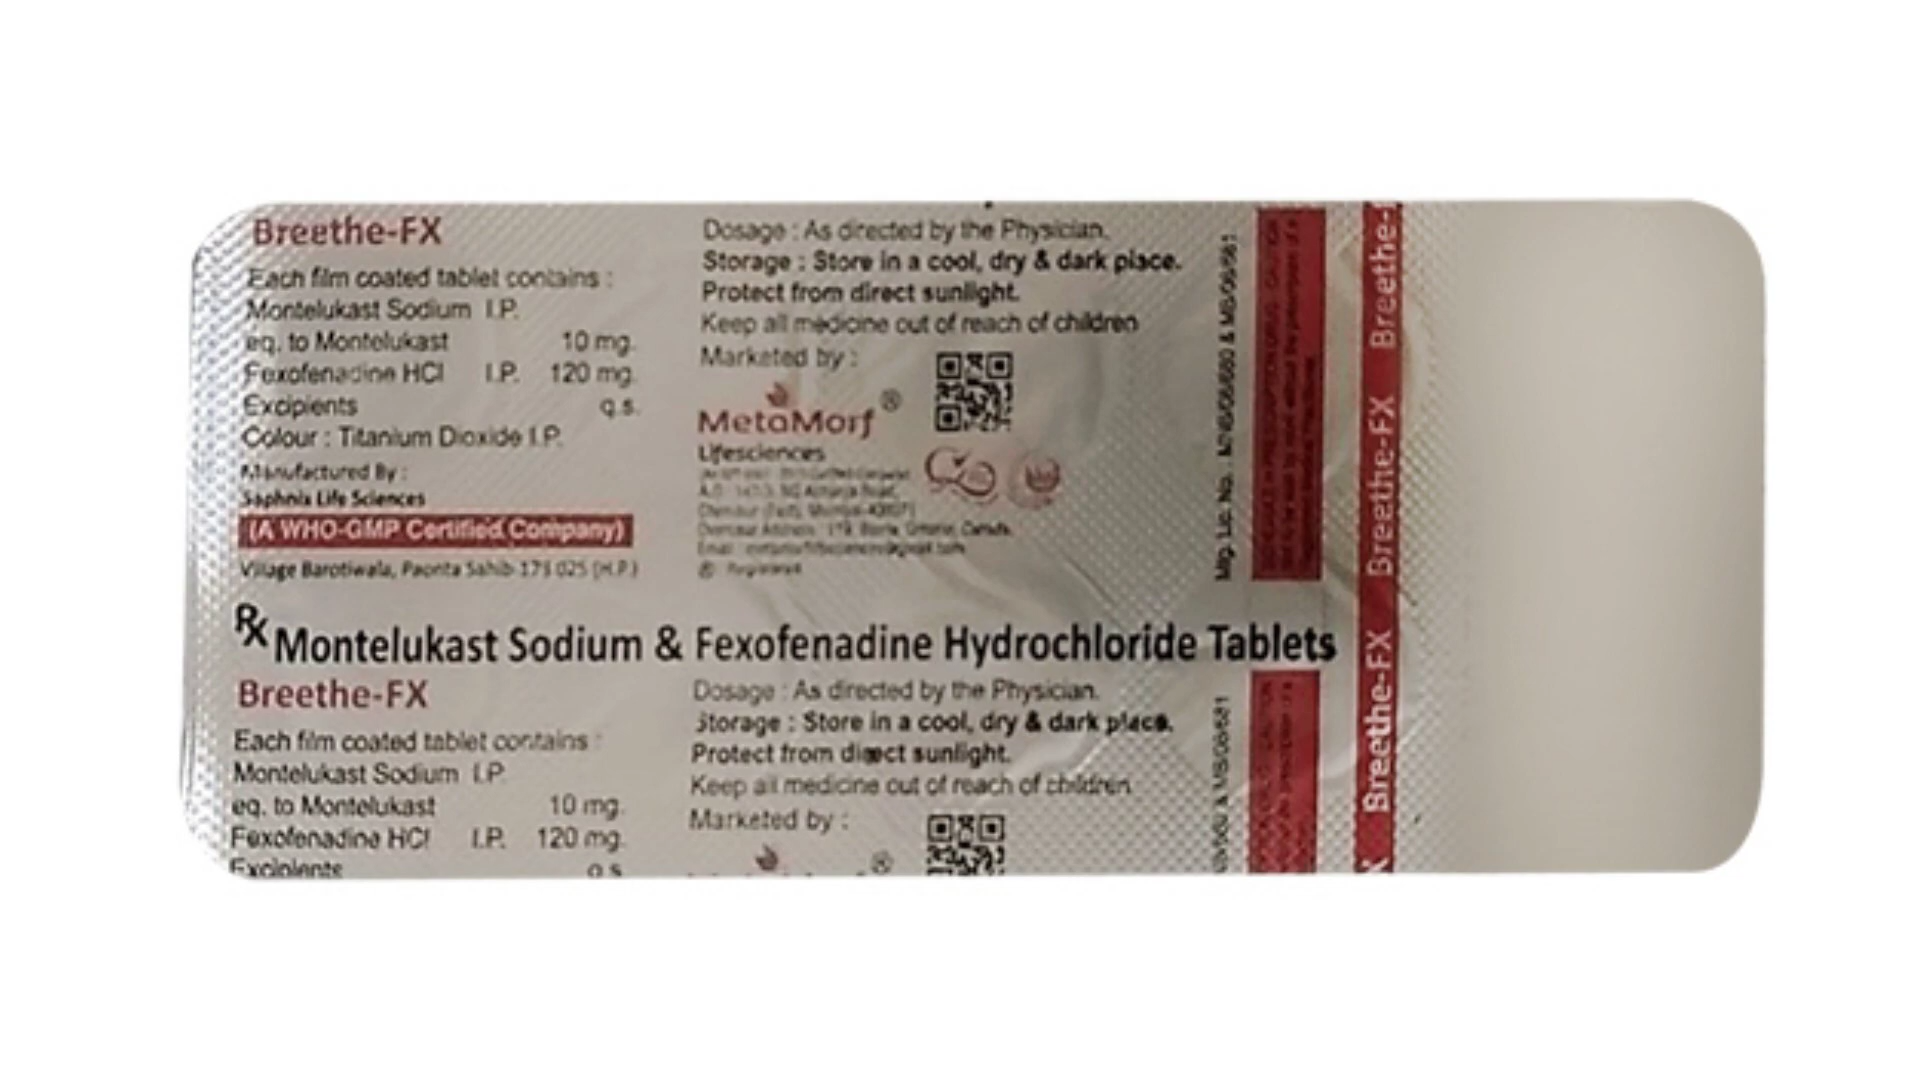 Breethe-FX
Each film coated tablet contains :
Montelukast Sodium I.P.
eq. to Montelukast 10 mg.
Fexofenadine HCl I.P. 120 mg.
Excipients q.s.
Colour : Titanium Dioxide I.P.
Manufactured By :
Saphnix Life Sciences
(A WHO-GMP Certified Company)
Village Barotiwala, Paonta Sahib-173 025 (H.P.)
Dosage : As directed by the Physician.
Storage : Store in a cool, dry & dark place.
Protect from direct sunlight.
Keep all medicine out of reach of children
Marketed by :
MetaMorf ®
Lifesciences
® Registered
Mfg. Lic. No. :
Rx Montelukast Sodium & Fexofenadine Hydrochloride Tablets
Breethe-FX
Each film coated tablet contains :
Montelukast Sodium I.P.
eq. to Montelukast 10 mg.
Fexofenadine HCl I.P. 120 mg.
Excipients q.s.
Dosage : As directed by the Physician.
Storage : Store in a cool, dry & dark place.
Protect from direct sunlight.
Keep all medicine out of reach of children
Marketed by :
®
Breethe-
Breethe-FX
Breethe-FX
X